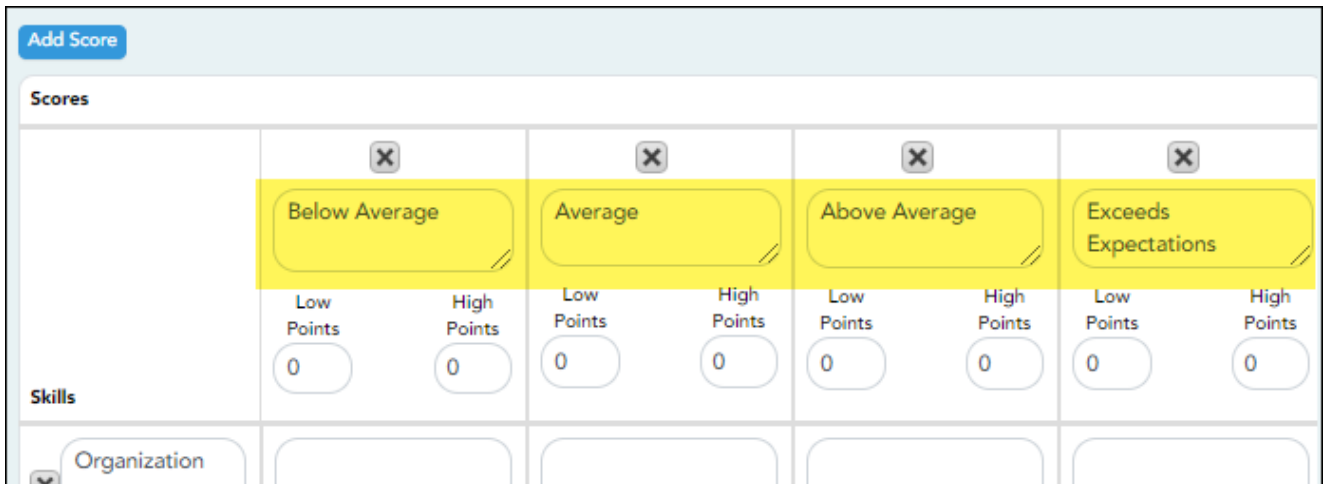 Add Score
Scores
Below Average
Average
Above Average
Exceeds
Expectations
Low
Points
High
Points
Low
Points
High
Points
Low
Points
High
Points
Low
Points
High
Points
0
0
0
0
0
0
0
0
Skills
Organization